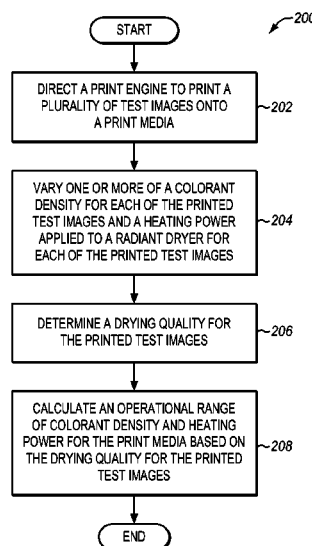 200
START
DIRECT A PRINT ENGINE TO PRINT A
PLURALITY OF TEST IMAGES ONTO
A PRINT MEDIA
202
VARY ONE OR MORE OF A COLORANT
DENSITY FOR EACH OF THE PRINTED
TEST IMAGES AND A HEATING POWER
APPLIED TO A RADIANT DRYER FOR
EACH OF THE PRINTED TEST IMAGES
204
DETERMINE A DRYING QUALITY FOR
THE PRINTED TEST IMAGES
206
CALCULATE AN OPERATIONAL RANGE
OF COLORANT DENSITY AND HEATING
POWER FOR THE PRINT MEDIA BASED ON
THE DRYING QUALITY FOR THE PRINTED
TEST IMAGES
208
END